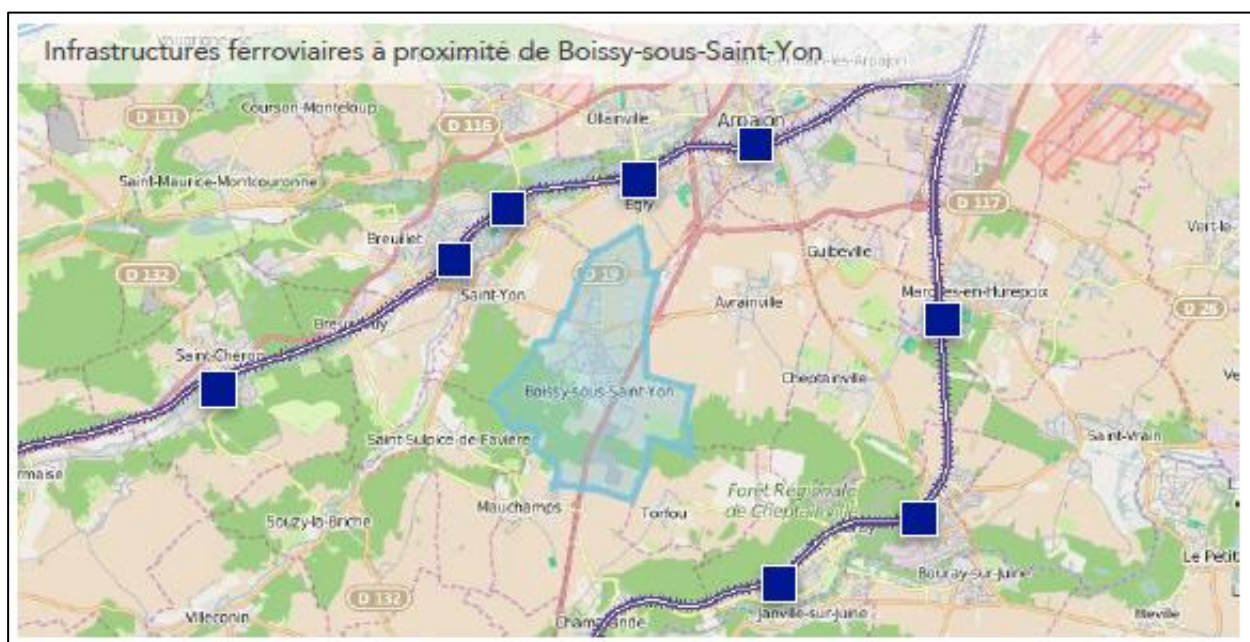 Infrastructures ferroviaires à proximité de Boissy-sous-Saint-Yon
Courson-Monteloup
D 131
D 116
Ollainville
Arpajon
Saint-Maurice-Montcouronne
Egly
D 117
Breuillet
Guibeville
Vert-le
D 132
D 19
Saint-Yon
Avrainville
Marolles-en-Hurepoix
D 26
Saint-Chéron
Cheptainville
Boissy-sous-Saint-Yon
Saint Sulpice-de-Favière
Saint-Vrain
rmaise
Mauchamps
Torfou
Forêt Régionale
de Cheptainville
Souzy-la-Briche
Le Petit
Bouray-sur-Juine
D 132
Villeconin
Janville-sur-Juine